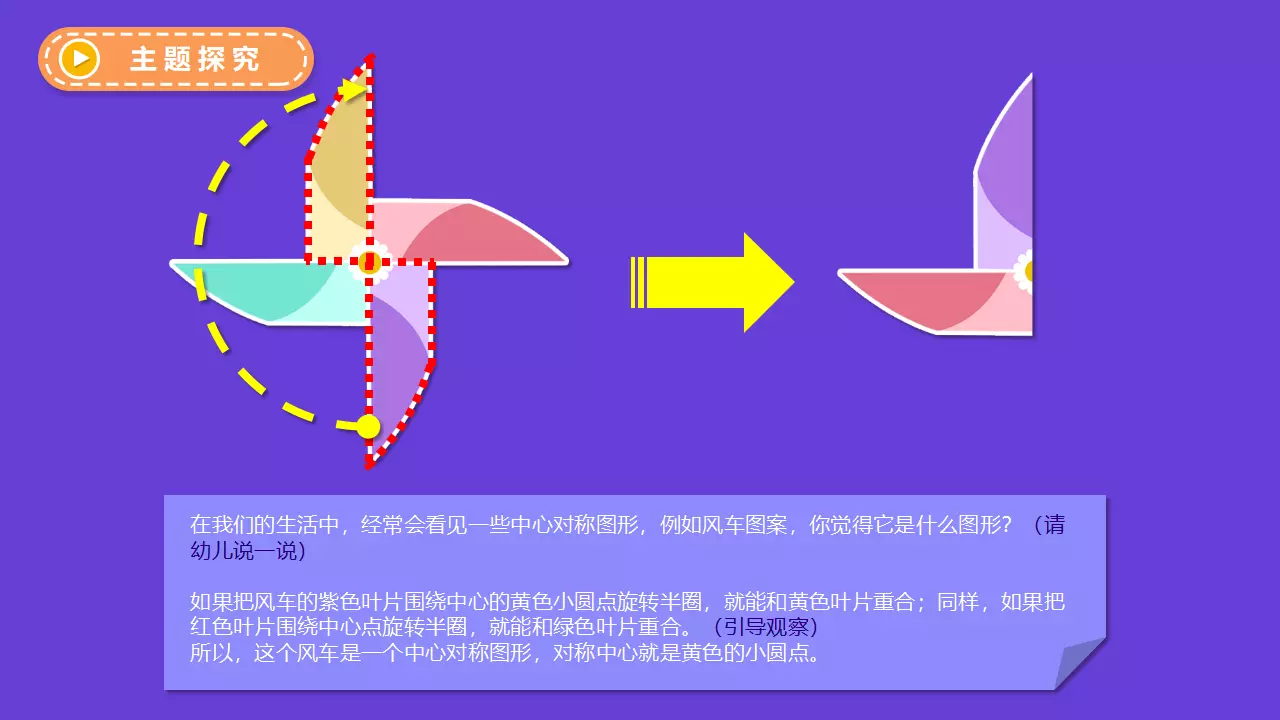 主题探究
在我们的生活中，经常会看见一些中心对称图形，例如风车图案，你觉得它是什么图形？（请
幼儿说一说）
如果把风车的紫色叶片围绕中心的黄色小圆点旋转半圈，就能和黄色叶片重合；同样，如果把
红色叶片围绕中心点旋转半圈，就能和绿色叶片重合。（引导观察）
所以，这个风车是一个中心对称图形，对称中心就是黄色的小圆点。